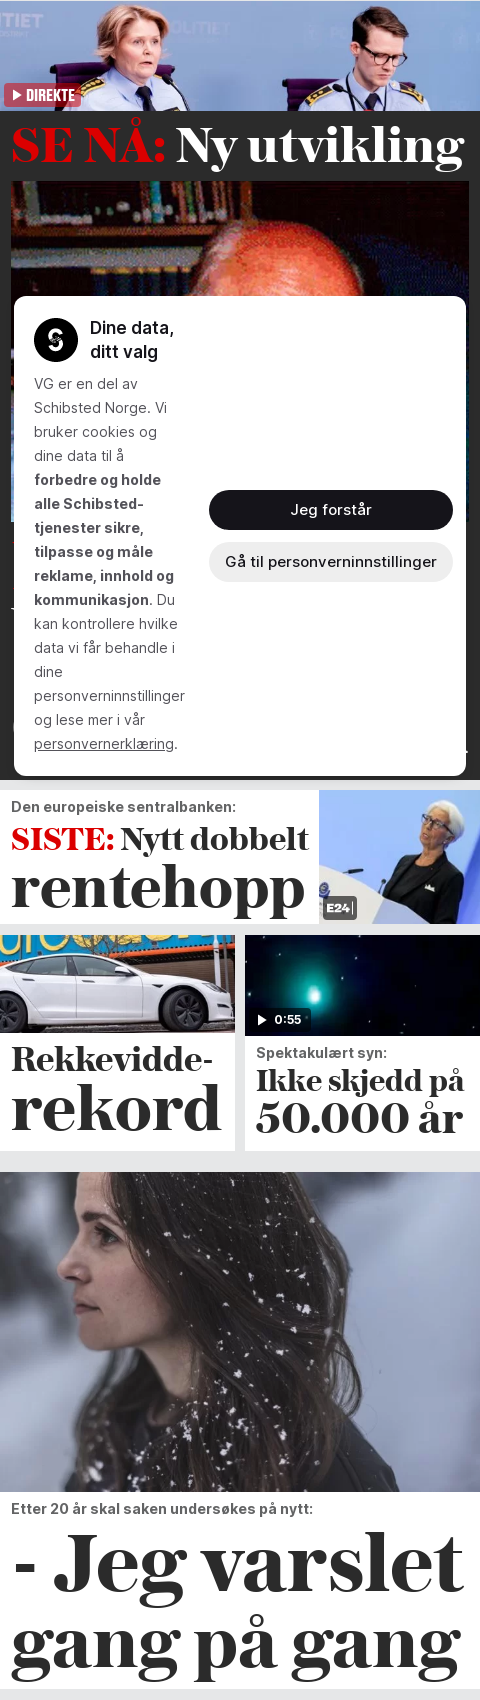 DIREKTE
SE NÅ: Ny utvikling
Dine data,
ditt valg
VG er en del av
Schibsted Norge. Vi
bruker cookies og
dine data til å
forbedre og holde
alle Schibsted-
tjenester sikre,
tilpasse og måle
reklame, innhold og
kommunikasjon. Du
kan kontrollere hvilke
data vi får behandle i
dine
personverninnstillinger
og lese mer i vår
personvernerklæring.
Jeg forstår
Gå til personverninnstillinger
Den europeiske sentralbanken:
SISTE: Nytt dobbelt
rentehopp
E24
Rekkevidde-
rekord
0:55
Spektakulært syn:
Ikke skjedd på
50.000 år
Etter 20 år skal saken undersøkes på nytt:
- Jeg varslet
gang på gang